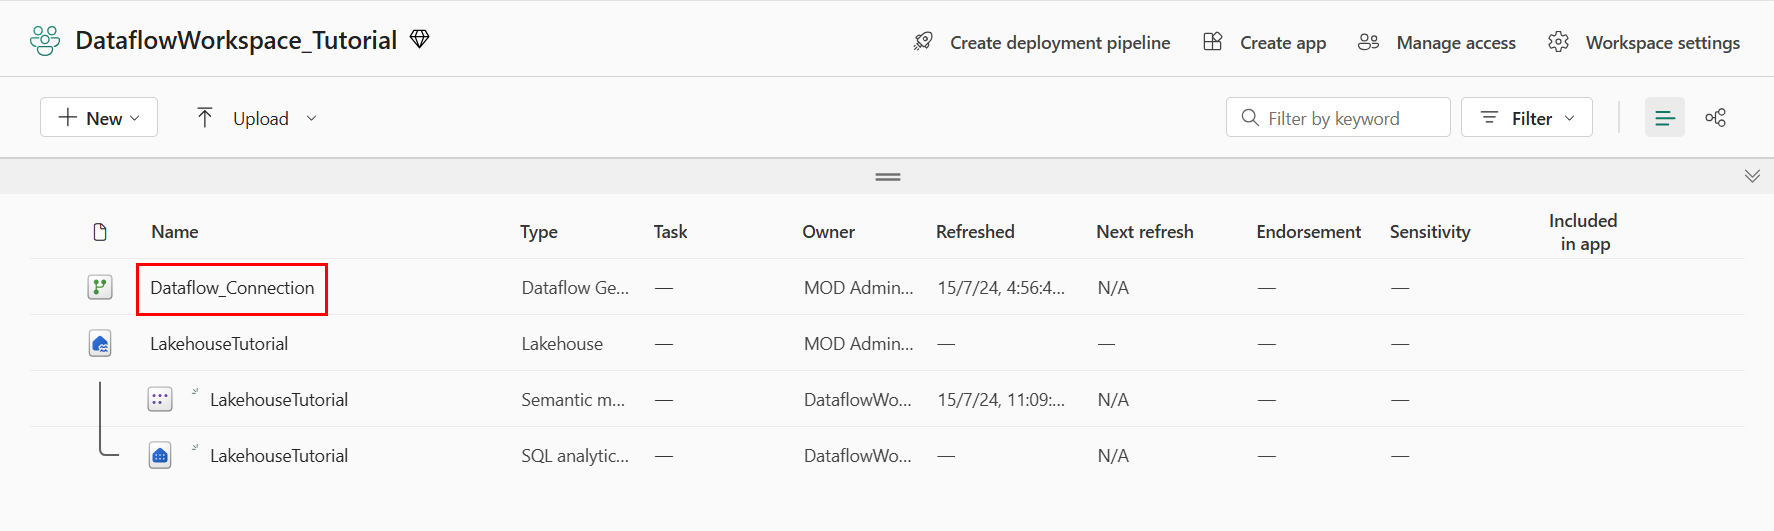 DataflowWorkspace_Tutorial
Create deployment pipeline Create app Manage access Workspace settings
New Upload Filter by keyword Filter
Name Type Task Owner Refreshed Next refresh Endorsement Sensitivity Included in app
Dataflow_Connection Dataflow Ge... — MOD Admin... 15/7/24, 4:56:4... N/A — —
LakehouseTutorial Lakehouse — MOD Admin... — — — —
LakehouseTutorial Semantic m... — DataflowWo... 15/7/24, 11:09:... N/A — —
LakehouseTutorial SQL analytic... — DataflowWo... — N/A — —